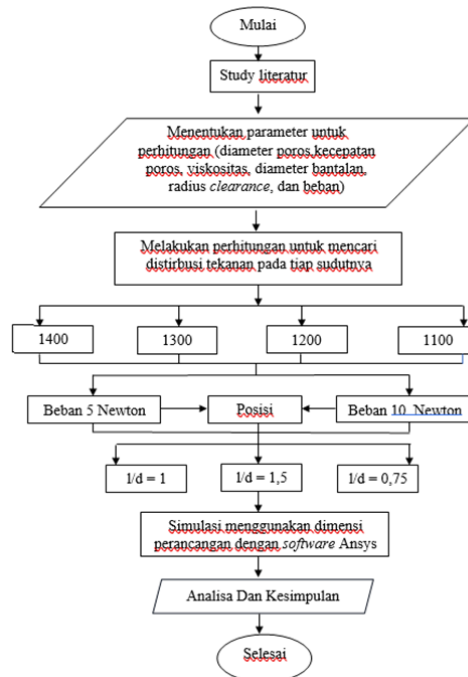 Mulai
Study literatur
Menentukan parameter untuk
perhitungan (diameter poros,kecepatan
poros, viskositas, diameter bantalan,
radius clearance, dan beban)
Melakukan perhitungan untuk mencari
distirbusi tekanan pada tiap sudutnya
1400 1300 1200 1100
Beban 5 Newton Posisi Beban 10 Newton
l/d = 1 l/d = 1,5 l/d = 0,75
Simulasi menggunakan dimensi
perancangan dengan software Ansys
Analisa Dan Kesimpulan
Selesai